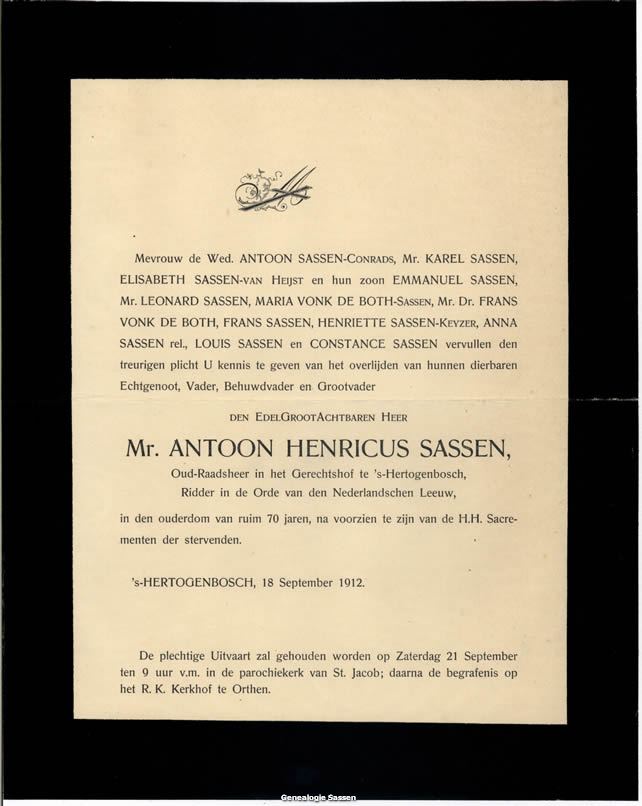 Mevrouw de Wed. ANTOON SASSEN-CONRADS, Mr. KAREL SASSEN,
ELISABETH SASSEN-VAN HEIJST en hun zoon EMMANUEL SASSEN,
Mr. LEONARD SASSEN, MARIA VONK DE BOTH-SASSEN, Mr. Dr. FRANS
VONK DE BOTH, FRANS SASSEN, HENRIETTE SASSEN-KEYZER, ANNA
SASSEN rel., LOUIS SASSEN en CONSTANCE SASSEN vervullen den
treurigen plicht U kennis te geven van het overlijden van hunnen dierbaren
Echtgenoot, Vader, Behuwdvader en Grootvader
DEN EDELGROOTACHTBAREN HEER
Mr. ANTOON HENRICUS SASSEN,
Oud-Raadsheer in het Gerechtshof te 's-Hertogenbosch,
Ridder in de Orde van den Nederlandschen Leeuw,
in den ouderdom van ruim 70 jaren, na voorzien te zijn van de H.H. Sacre-
menten der stervenden.
's-HERTOGENBOSCH, 18 September 1912.
De plechtige Uitvaart zal gehouden worden op Zaterdag 21 September
ten 9 uur v.m. in de parochiekerk van St. Jacob; daarna de begrafenis op
het R. K. Kerkhof te Orthen.
Genealogie Sassen